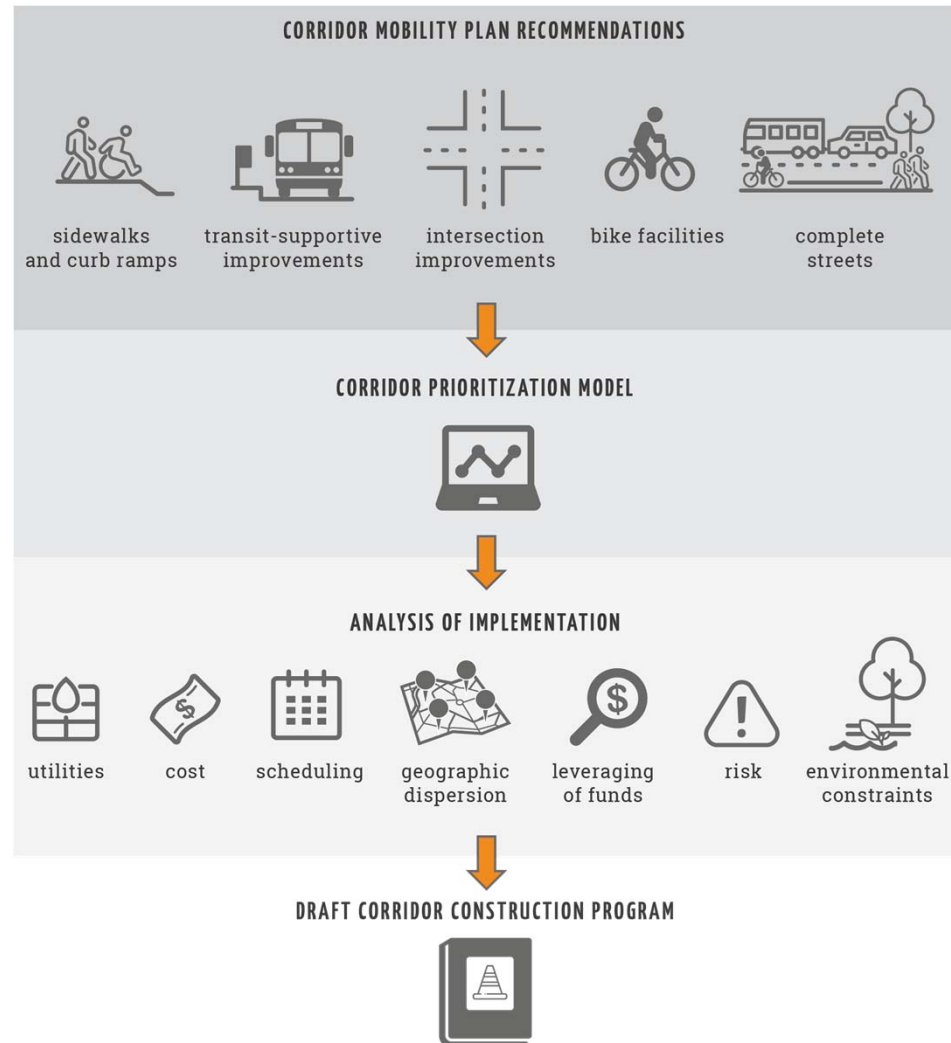 CORRIDOR MOBILITY PLAN RECOMMENDATIONS
sidewalks
and curb ramps
transit-supportive
improvements
intersection
improvements
bike facilities
complete
streets
CORRIDOR PRIORITIZATION MODEL
ANALYSIS OF IMPLEMENTATION
$
$
!
utilities
cost
scheduling
geographic
dispersion
leveraging
of funds
risk
environmental
constraints
DRAFT CORRIDOR CONSTRUCTION PROGRAM